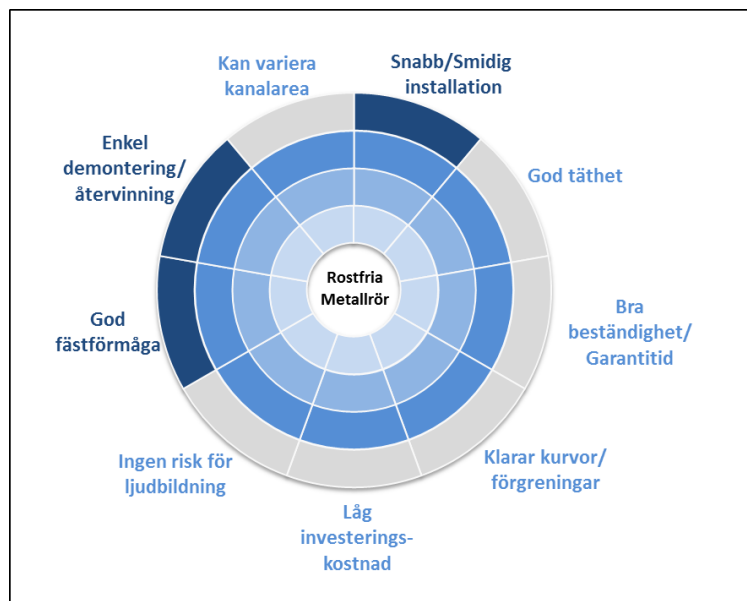 Kan variera
kanalarea
Snabb/Smidig
installation
Enkel
demontering/
återvinning
God täthet
Rostfria
Metallrör
God
fästförmåga
Bra
beständighet/
Garantitid
Ingen risk för
ljudbildning
Klarar kurvor/
förgreningar
Låg
investerings-
kostnad